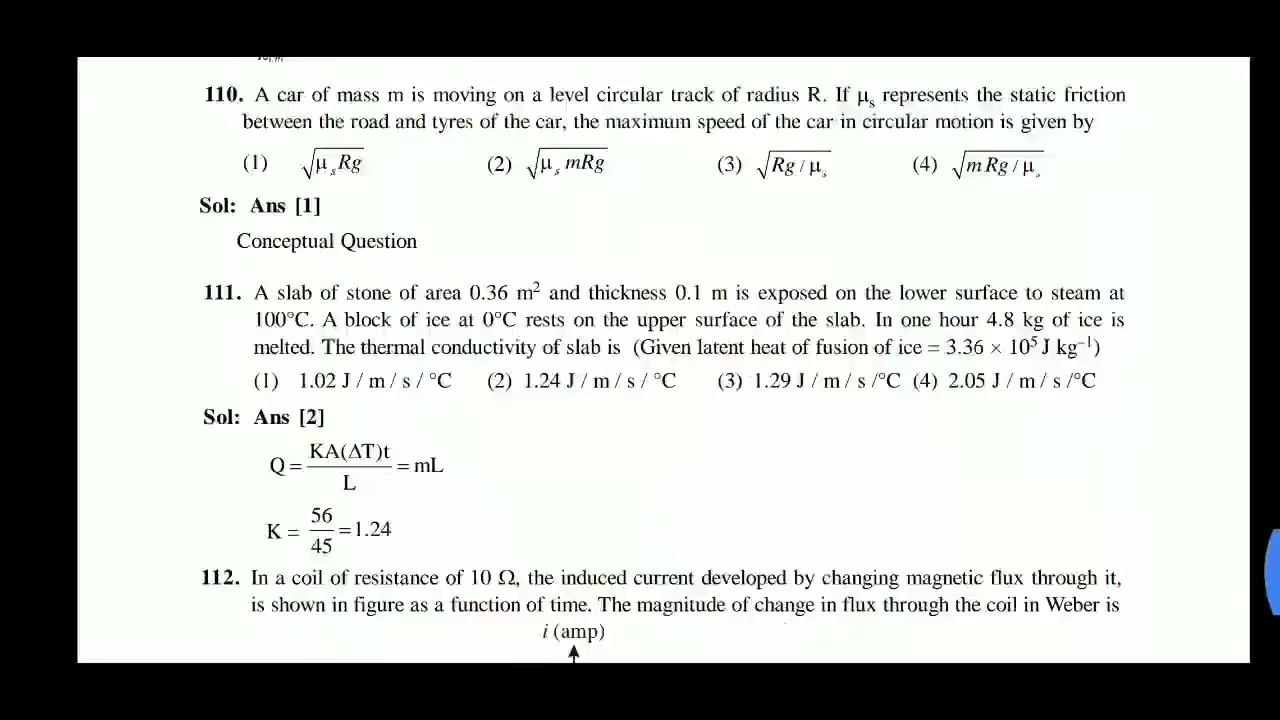 110. A car of mass m is moving on a level circular track of radius R. If μs represents the static friction
between the road and tyres of the car, the maximum speed of the car in circular motion is given by
(1) √μsRg (2) √μs mRg (3) √Rg / μs (4) √m Rg / μs
Sol: Ans [1]
Conceptual Question
111. A slab of stone of area 0.36 m² and thickness 0.1 m is exposed on the lower surface to steam at
100°C. A block of ice at 0°C rests on the upper surface of the slab. In one hour 4.8 kg of ice is
melted. The thermal conductivity of slab is (Given latent heat of fusion of ice = 3.36 × 10⁵ J kg⁻¹)
(1) 1.02 J / m / s / °C (2) 1.24 J / m / s / °C (3) 1.29 J / m / s /°C (4) 2.05 J / m / s /°C
Sol: Ans [2]
Q = KA(ΔT)t / L = mL
K = 56 / 45 = 1.24
112. In a coil of resistance of 10 Ω, the induced current developed by changing magnetic flux through it,
is shown in figure as a function of time. The magnitude of change in flux through the coil in Weber is
i (amp)